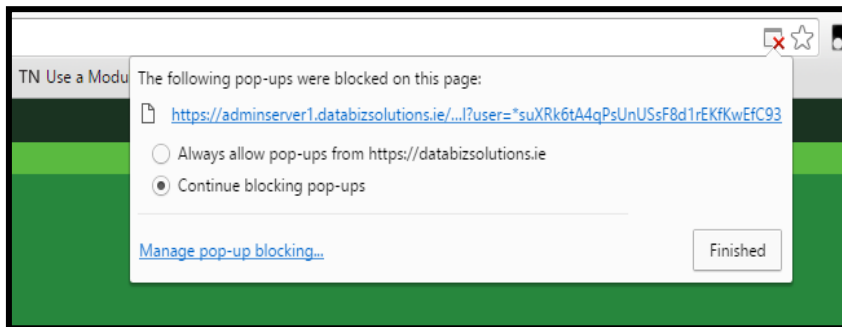 TN Use a Modu
The following pop-ups were blocked on this page:
https://adminserver1.databizsolutions.ie/...l?user=*suXRk6tA4qPsUnUSsF8d1rEKfKwEfC93
Always allow pop-ups from https://databizsolutions.ie
Continue blocking pop-ups
Manage pop-up blocking...
Finished